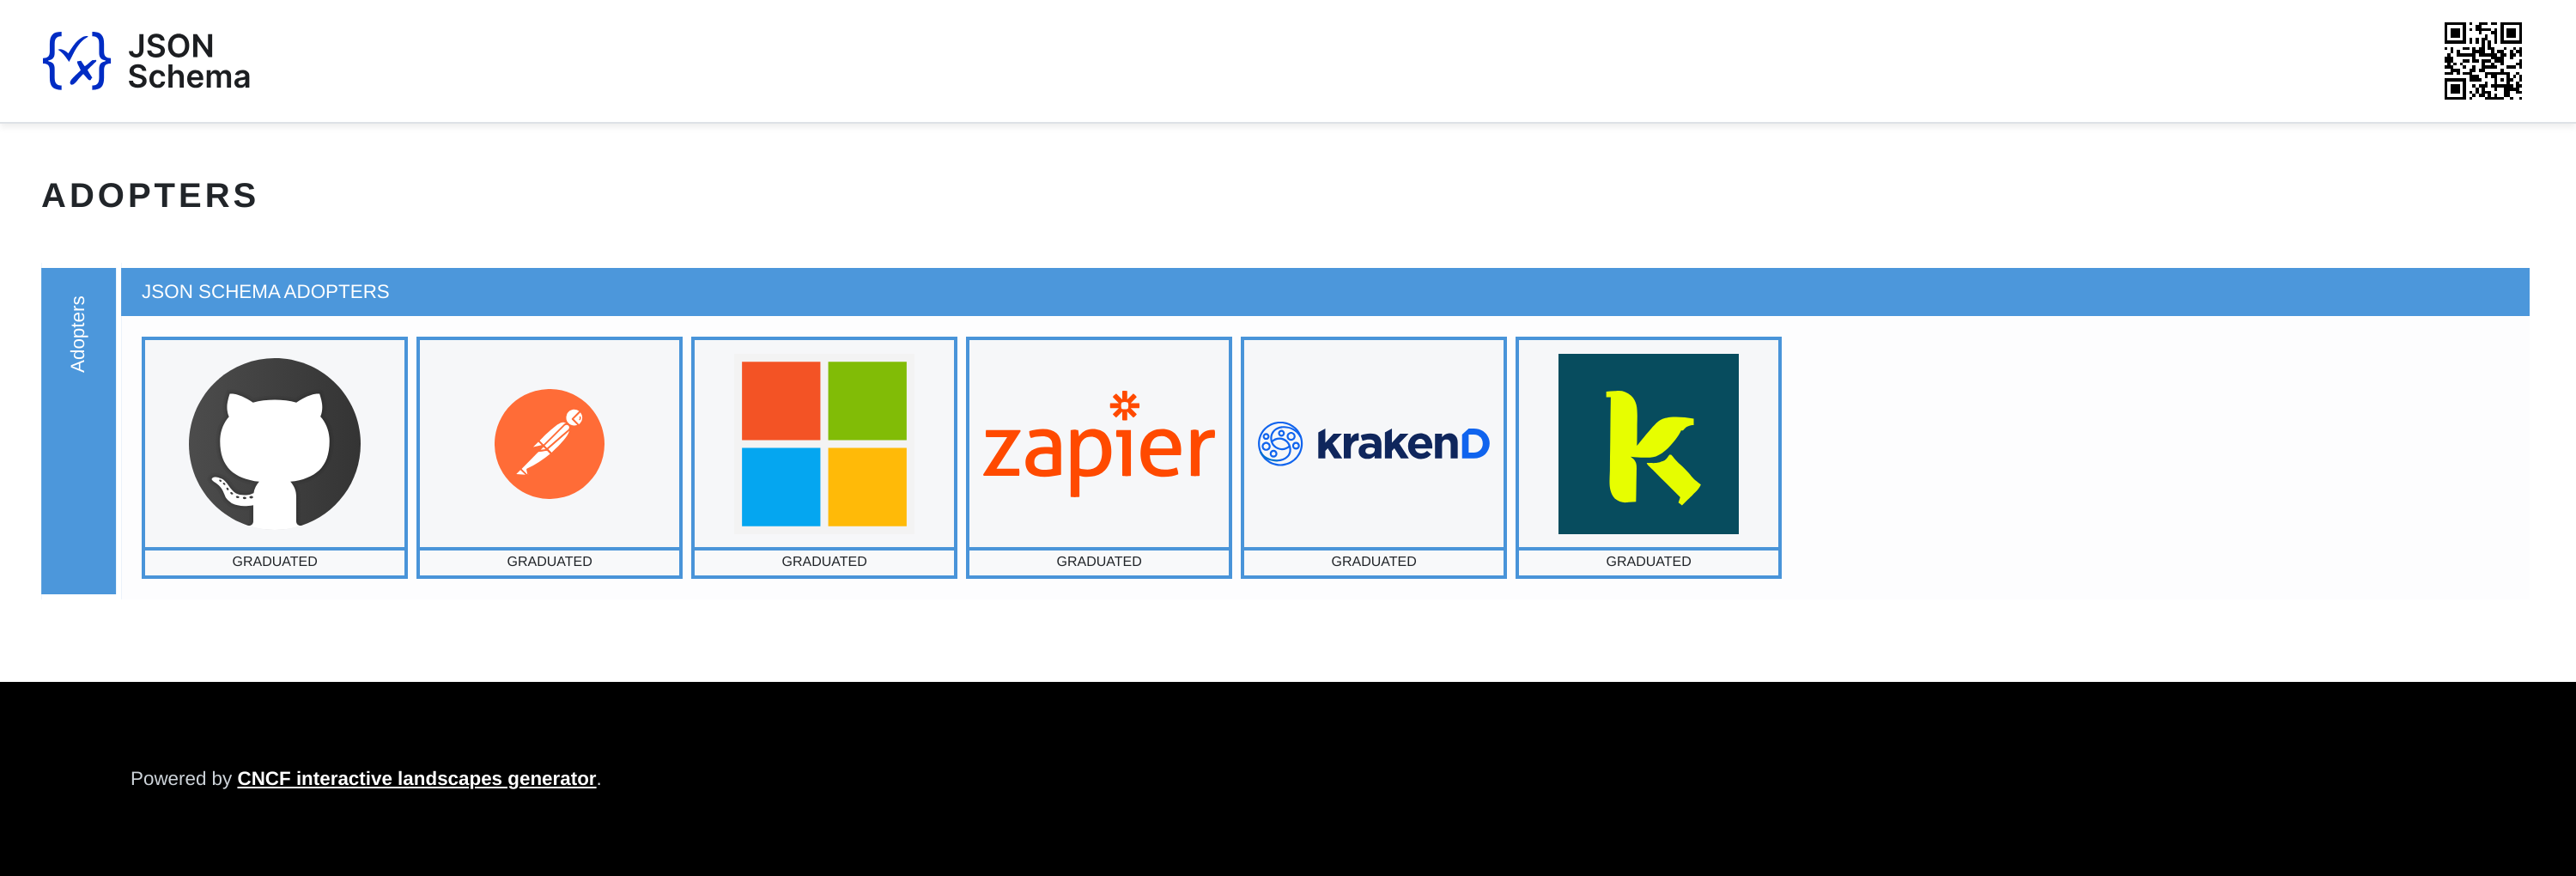 JSON
Schema
ADOPTERS
Adopters
JSON SCHEMA ADOPTERS
zapier
krakenD
k
GRADUATED
GRADUATED
GRADUATED
GRADUATED
GRADUATED
GRADUATED
Powered by CNCF interactive landscapes generator.